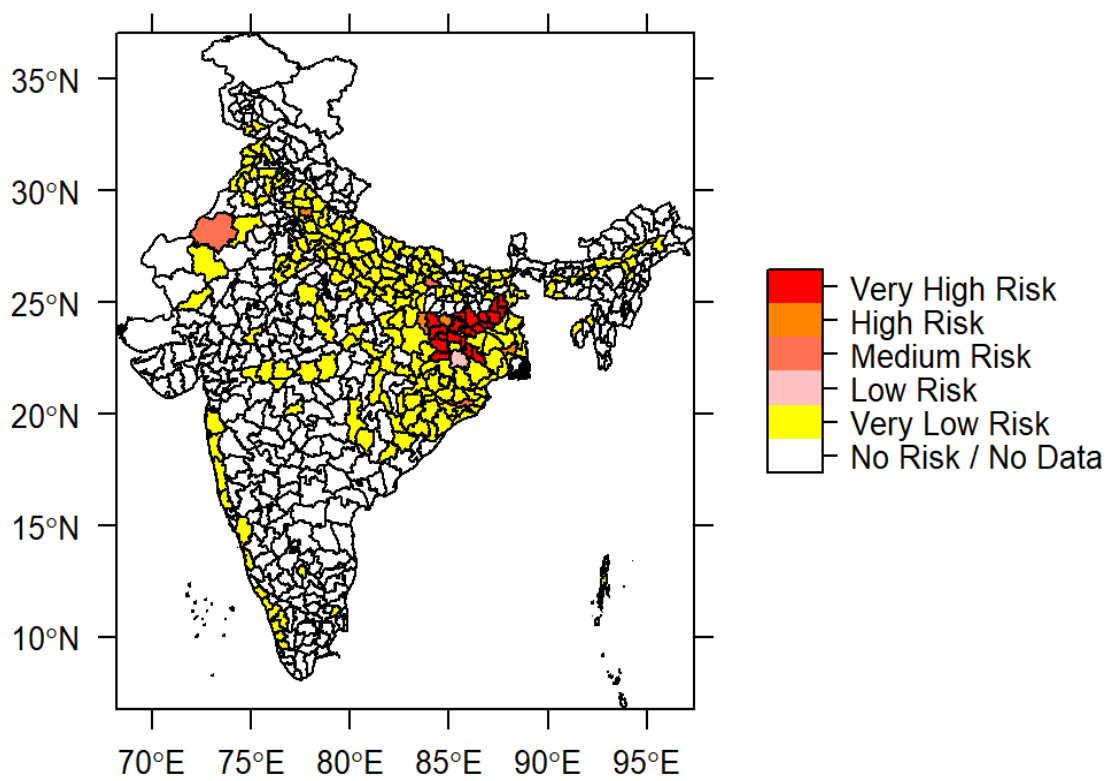 35°N
30°N
25°N
20°N
15°N
10°N
70°E 75°E 80°E 85°E 90°E 95°E
Very High Risk
High Risk
Medium Risk
Low Risk
Very Low Risk
No Risk / No Data